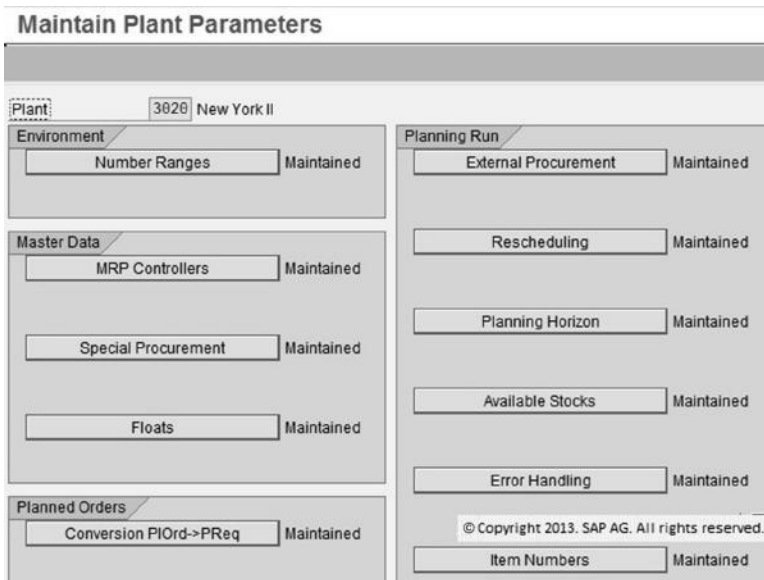 Maintain Plant Parameters
Plant 3020 New York II
Environment
Number Ranges Maintained
Master Data
MRP Controllers Maintained
Special Procurement Maintained
Floats Maintained
Planned Orders
Conversion PlOrd->PReq Maintained
Planning Run
External Procurement Maintained
Rescheduling Maintained
Planning Horizon Maintained
Available Stocks Maintained
Error Handling Maintained
© Copyright 2013. SAP AG. All rights reserved.
Item Numbers Maintained